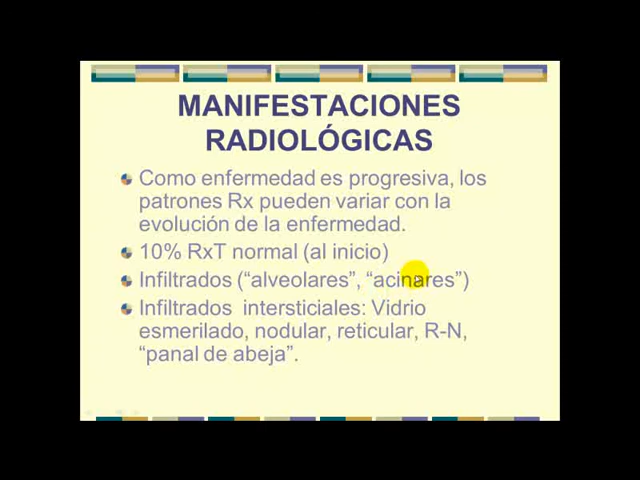 MANIFESTACIONES
RADIOLÓGICAS
Como enfermedad es progresiva, los
patrones Rx pueden variar con la
evolución de la enfermedad.
10% RxT normal (al inicio)
Infiltrados (“alveolares”, “acinares”)
Infiltrados intersticiales: Vidrio
esmerilado, nodular, reticular, R-N,
“panal de abeja”.